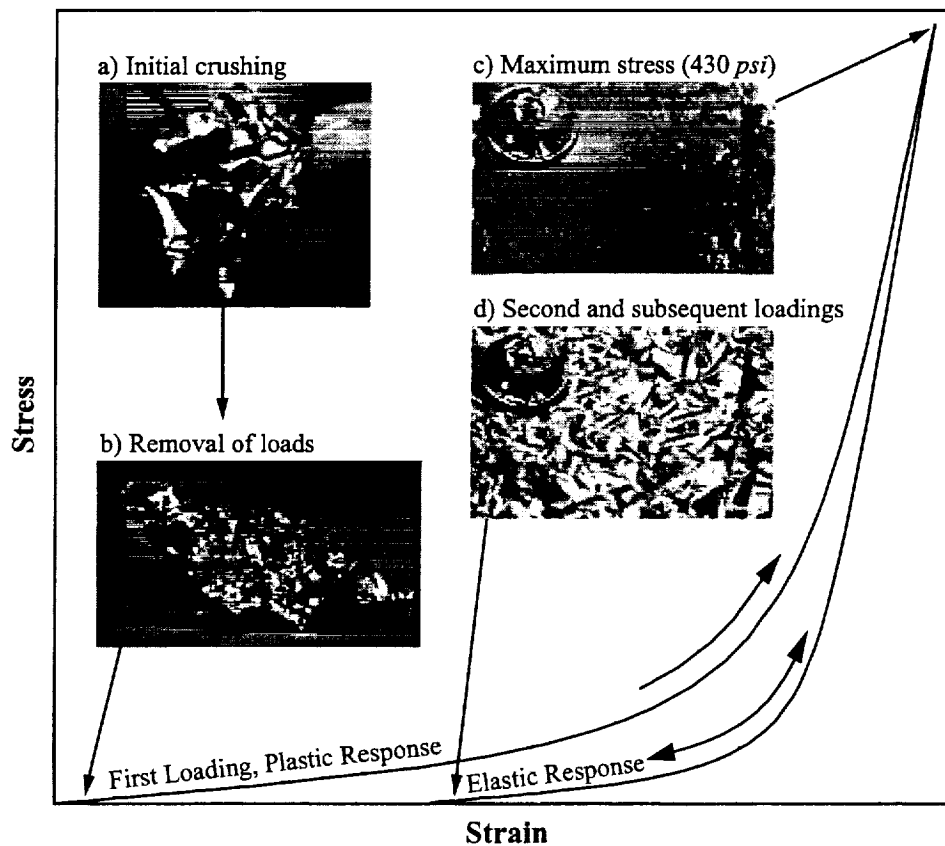 a) Initial crushing
c) Maximum stress (430 psi)
d) Second and subsequent loadings
b) Removal of loads
Stress
First Loading, Plastic Response
Elastic Response
Strain